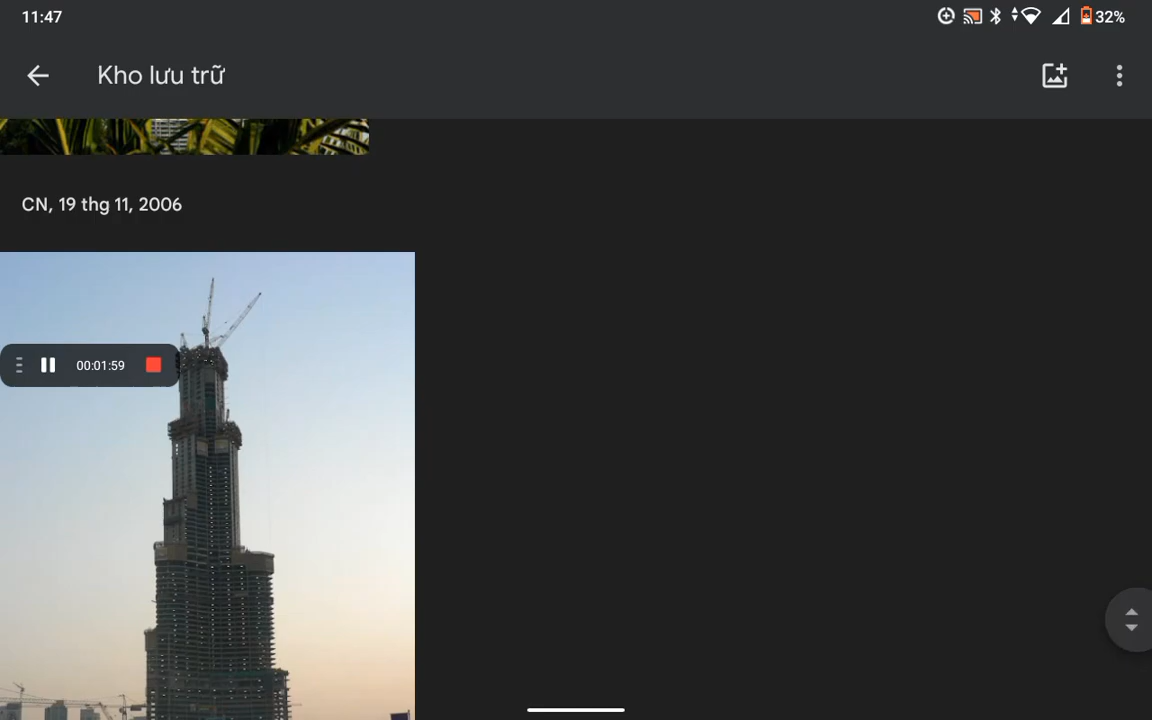 11:47
32%
Kho lưu trữ
CN, 19 thg 11, 2006
00:01:59